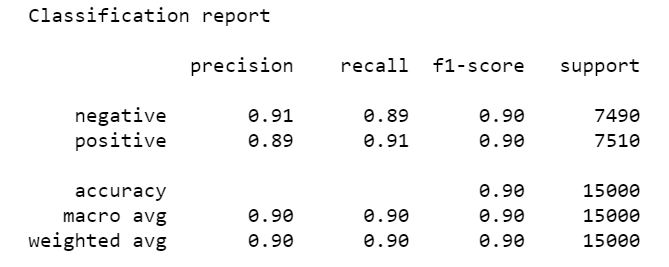 Classification report
precision recall f1-score support
negative 0.91 0.89 0.90 7490
positive 0.89 0.91 0.90 7510
accuracy 0.90 15000
macro avg 0.90 0.90 0.90 15000
weighted avg 0.90 0.90 0.90 15000